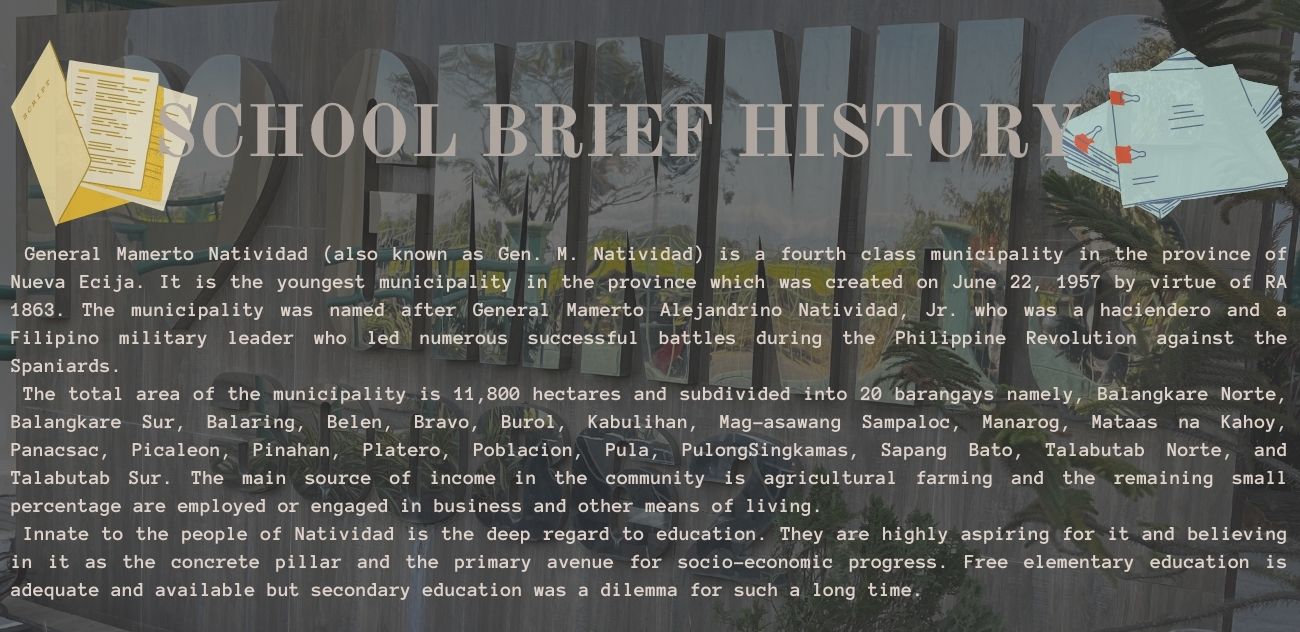 SCRIPT
SCHOOL BRIEF HISTORY
General Mamerto Natividad (also known as Gen. M. Natividad) is a fourth class municipality in the province of
Nueva Ecija. It is the youngest municipality in the province which was created on June 22, 1957 by virtue of RA
1863. The municipality was named after General Mamerto Alejandrino Natividad, Jr. who was a haciendero and a
Filipino military leader who led numerous successful battles during the Philippine Revolution against the
Spaniards.
The total area of the municipality is 11,800 hectares and subdivided into 20 barangays namely, Balangkare Norte,
Balangkare Sur, Balaring, Belen, Bravo, Burol, Kabulihan, Mag-asawang Sampaloc, Manarog, Mataas na Kahoy,
Panacsac, Picaleon, Pinahan, Platero, Poblacion, Pula, PulongSingkamas, Sapang Bato, Talabutab Norte, and
Talabutab Sur. The main source of income in the community is agricultural farming and the remaining small
percentage are employed or engaged in business and other means of living.
Innate to the people of Natividad is the deep regard to education. They are highly aspiring for it and believing
in it as the concrete pillar and the primary avenue for socio-economic progress. Free elementary education is
adequate and available but secondary education was a dilemma for such a long time.